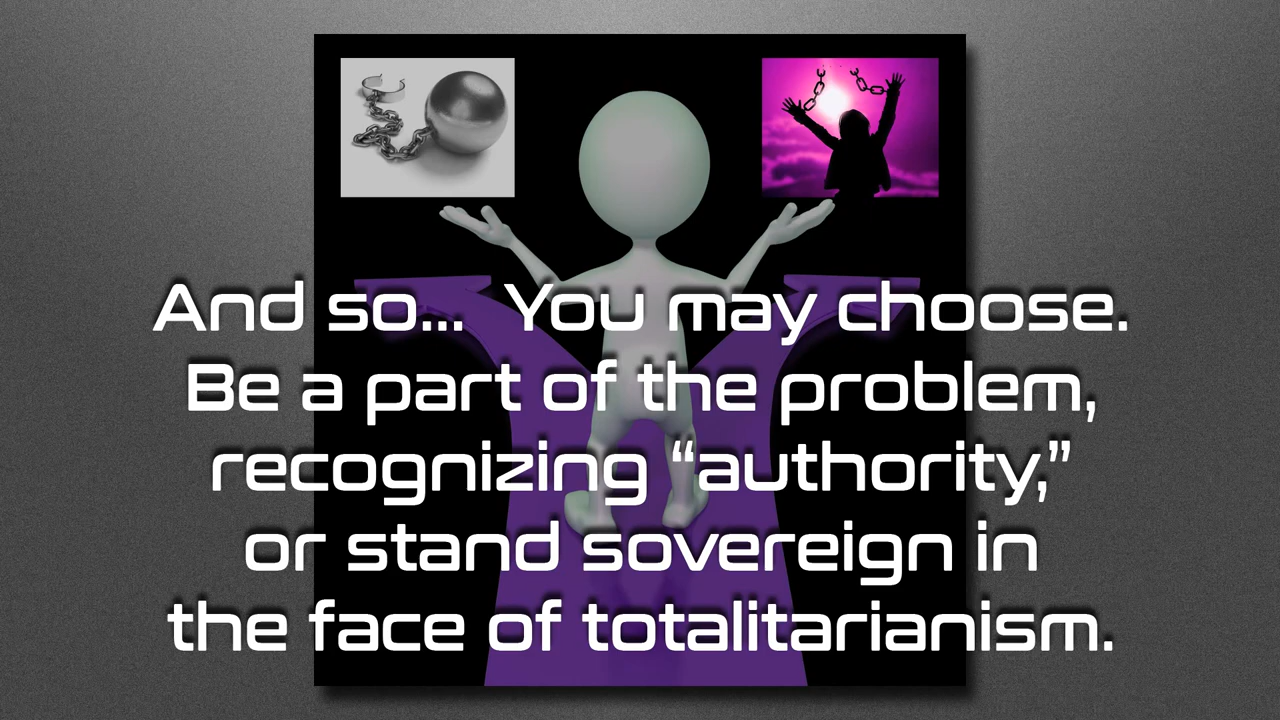 And so... You may choose.
Be a part of the problem,
recognizing “authority,”
or stand sovereign in
the face of totalitarianism.